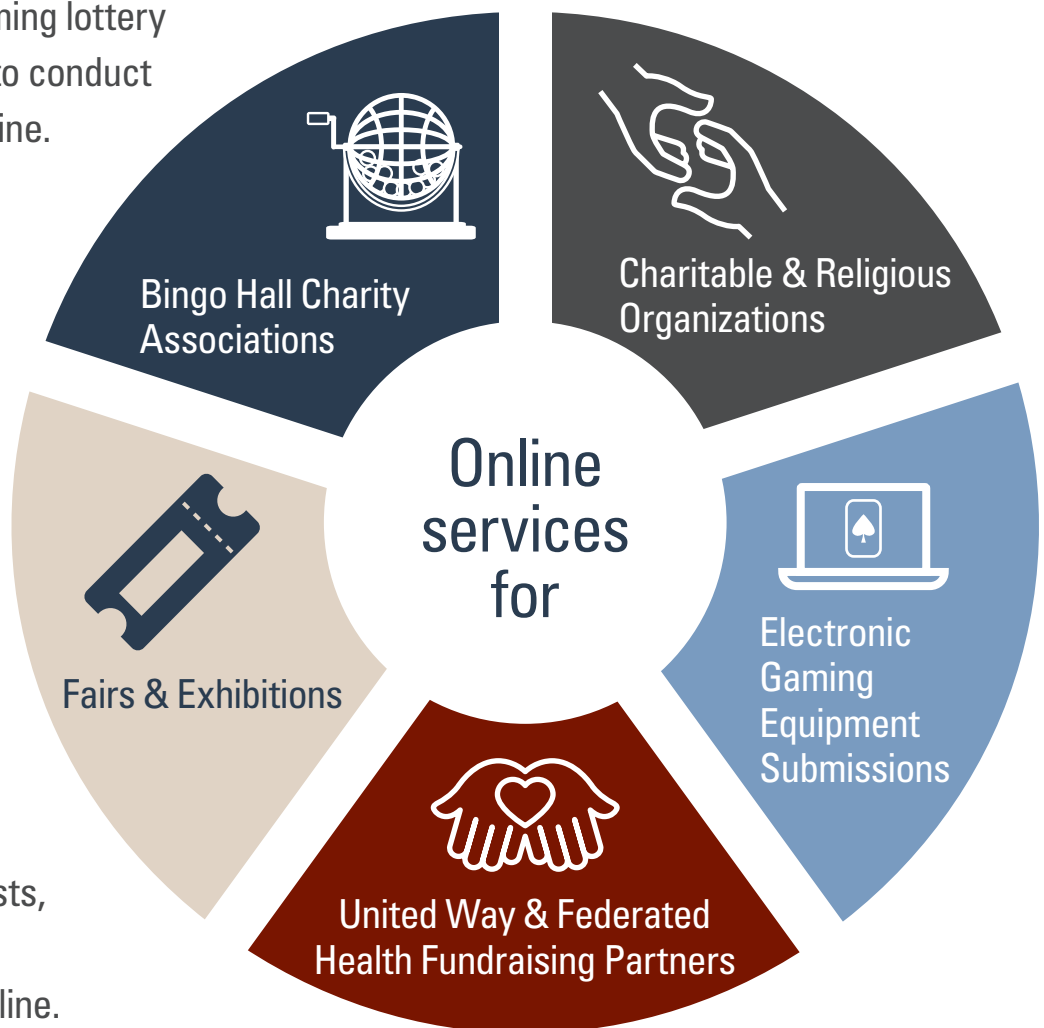 ning lottery
to conduct
ine.
Bingo Hall Charity
Associations
Charitable & Religious
Organizations
Online
services
for
Electronic
Gaming
Equipment
Submissions
Fairs & Exhibitions
United Way & Federated
Health Fundraising Partners
sts,
line.